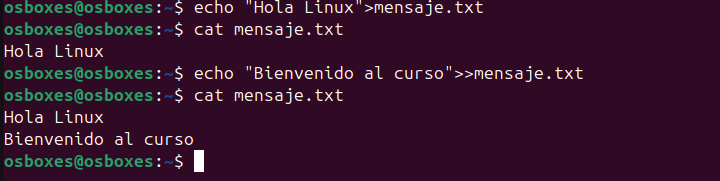 osboxes@osboxes:~$ echo "Hola Linux">mensaje.txt
osboxes@osboxes:~$ cat mensaje.txt
Hola Linux
osboxes@osboxes:~$ echo "Bienvenido al curso">>mensaje.txt
osboxes@osboxes:~$ cat mensaje.txt
Hola Linux
Bienvenido al curso
osboxes@osboxes:~$